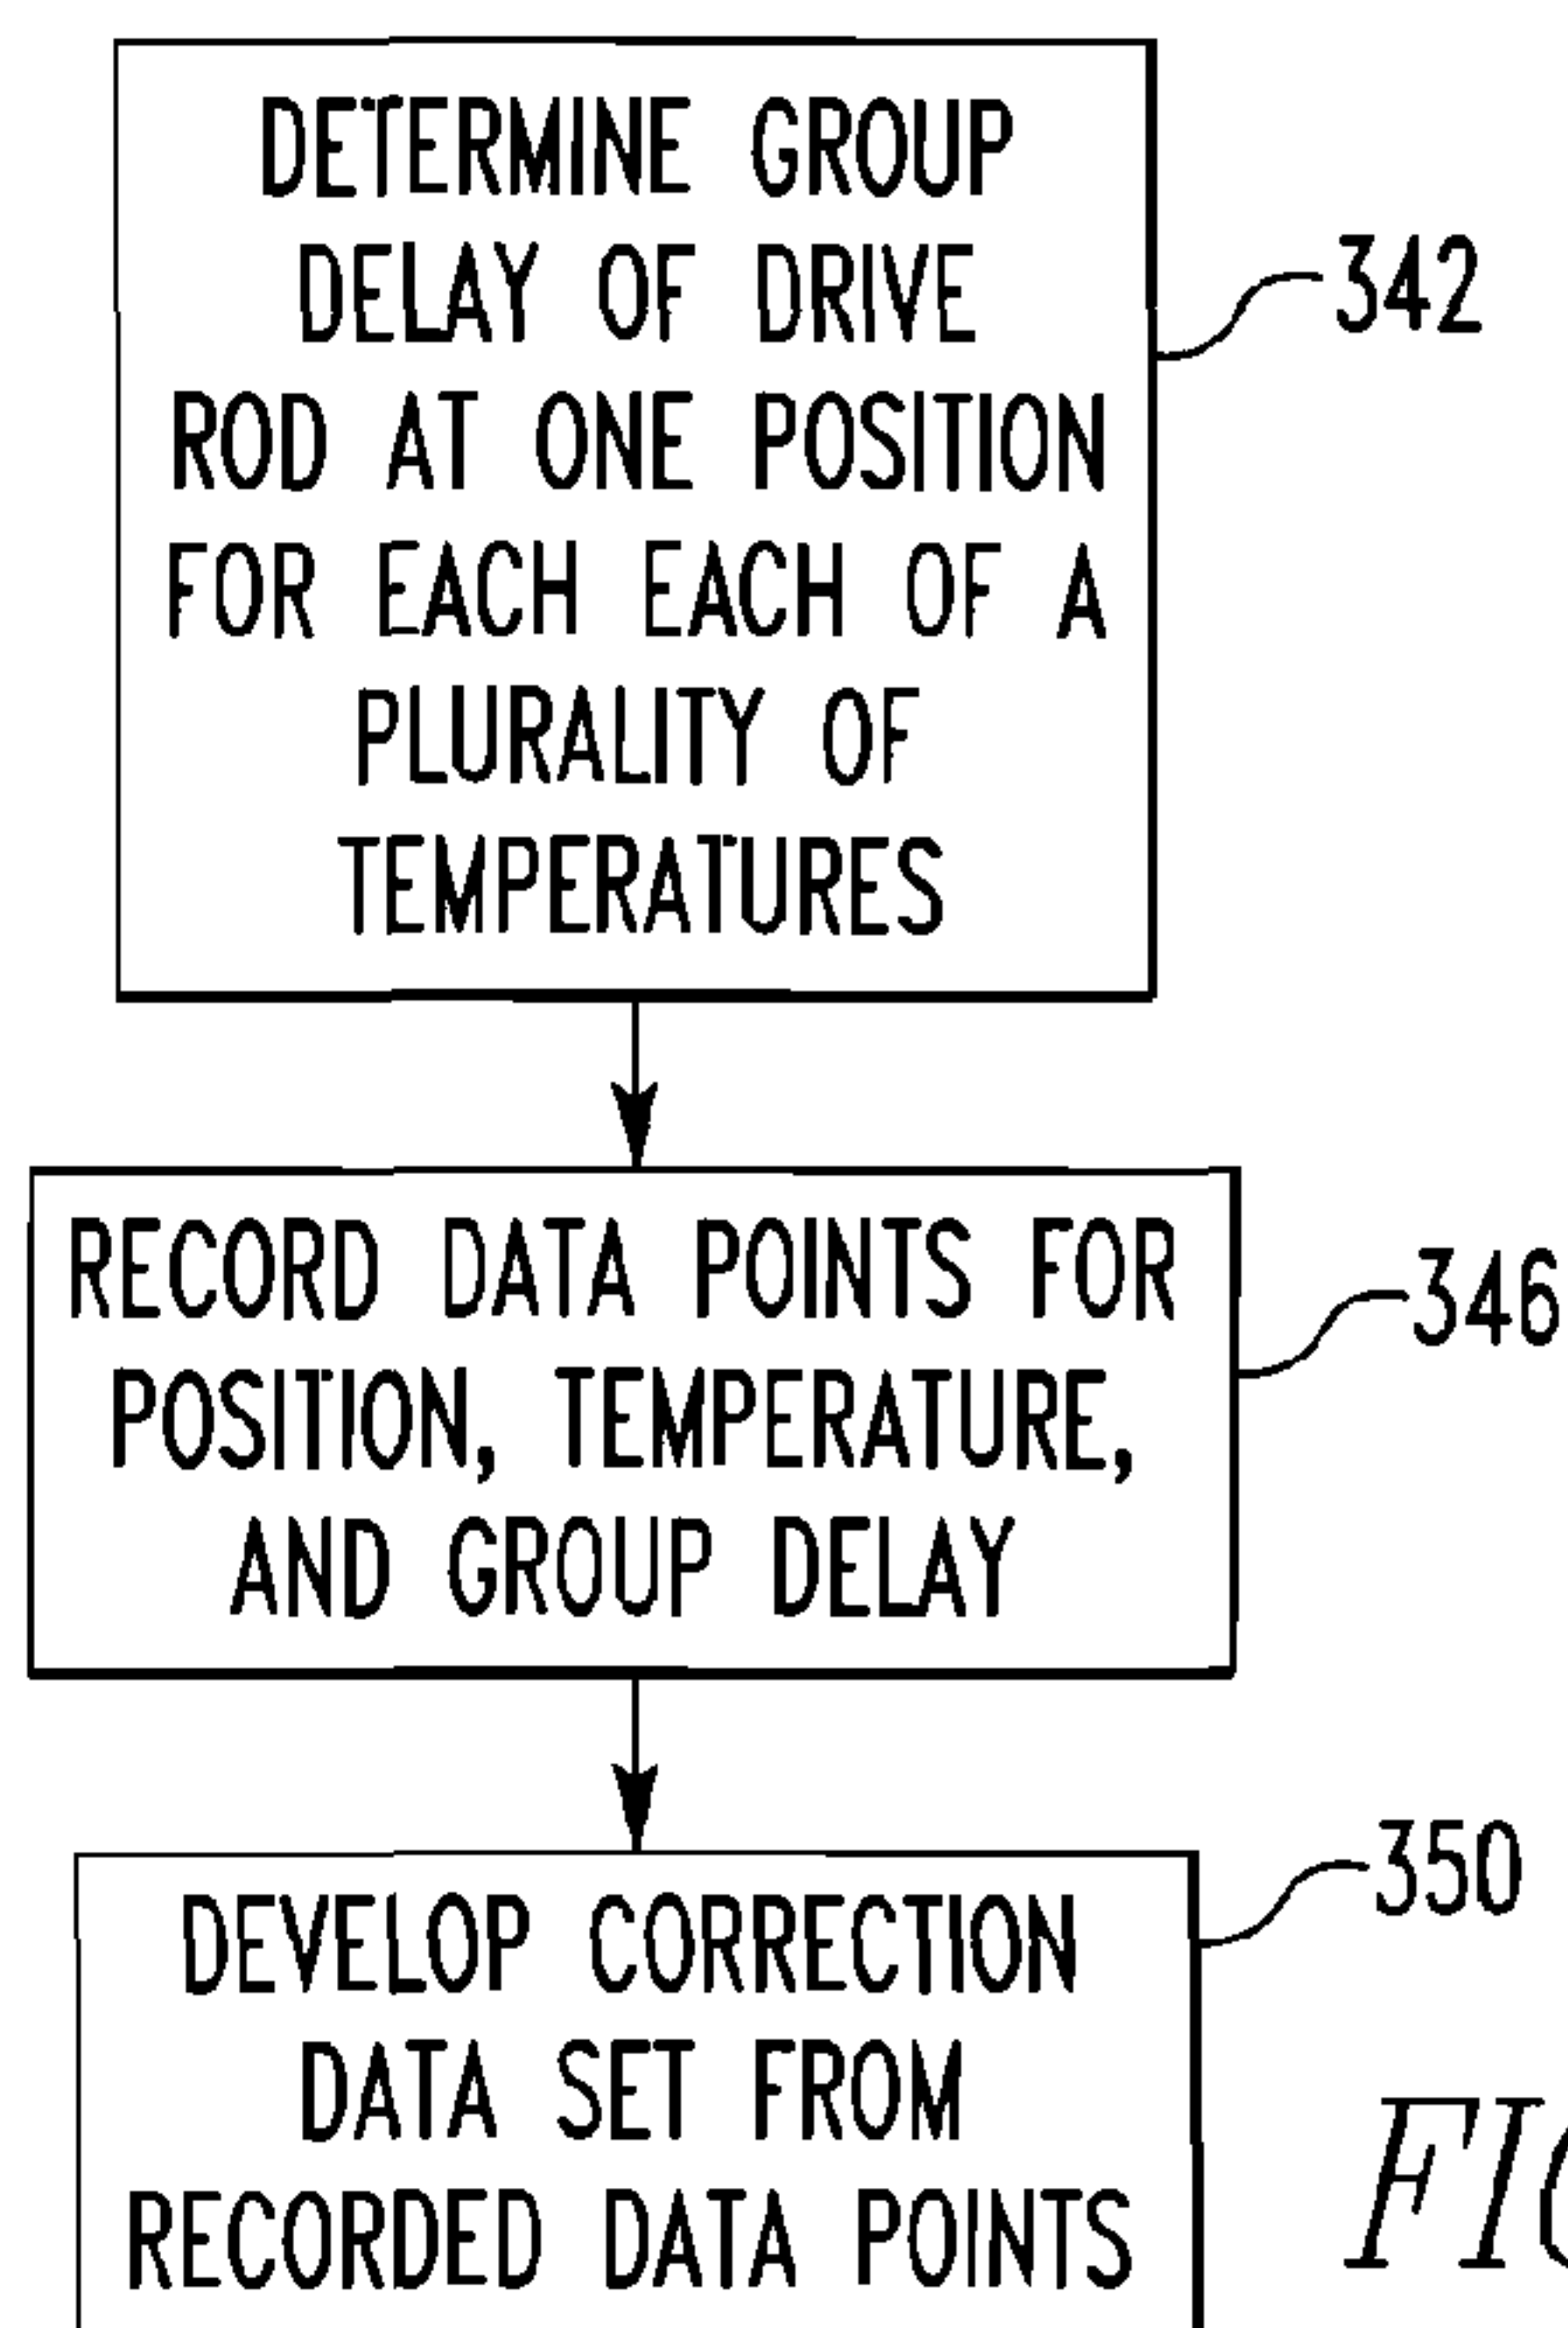 DETERMINE GROUP
DELAY OF DRIVE
ROD AT ONE POSITION
FOR EACH EACH OF A
PLURALITY OF
TEMPERATURES
342
RECORD DATA POINTS FOR
POSITION, TEMPERATURE,
AND GROUP DELAY
346
DEVELOP CORRECTION
DATA SET FROM
RECORDED DATA POINTS
350